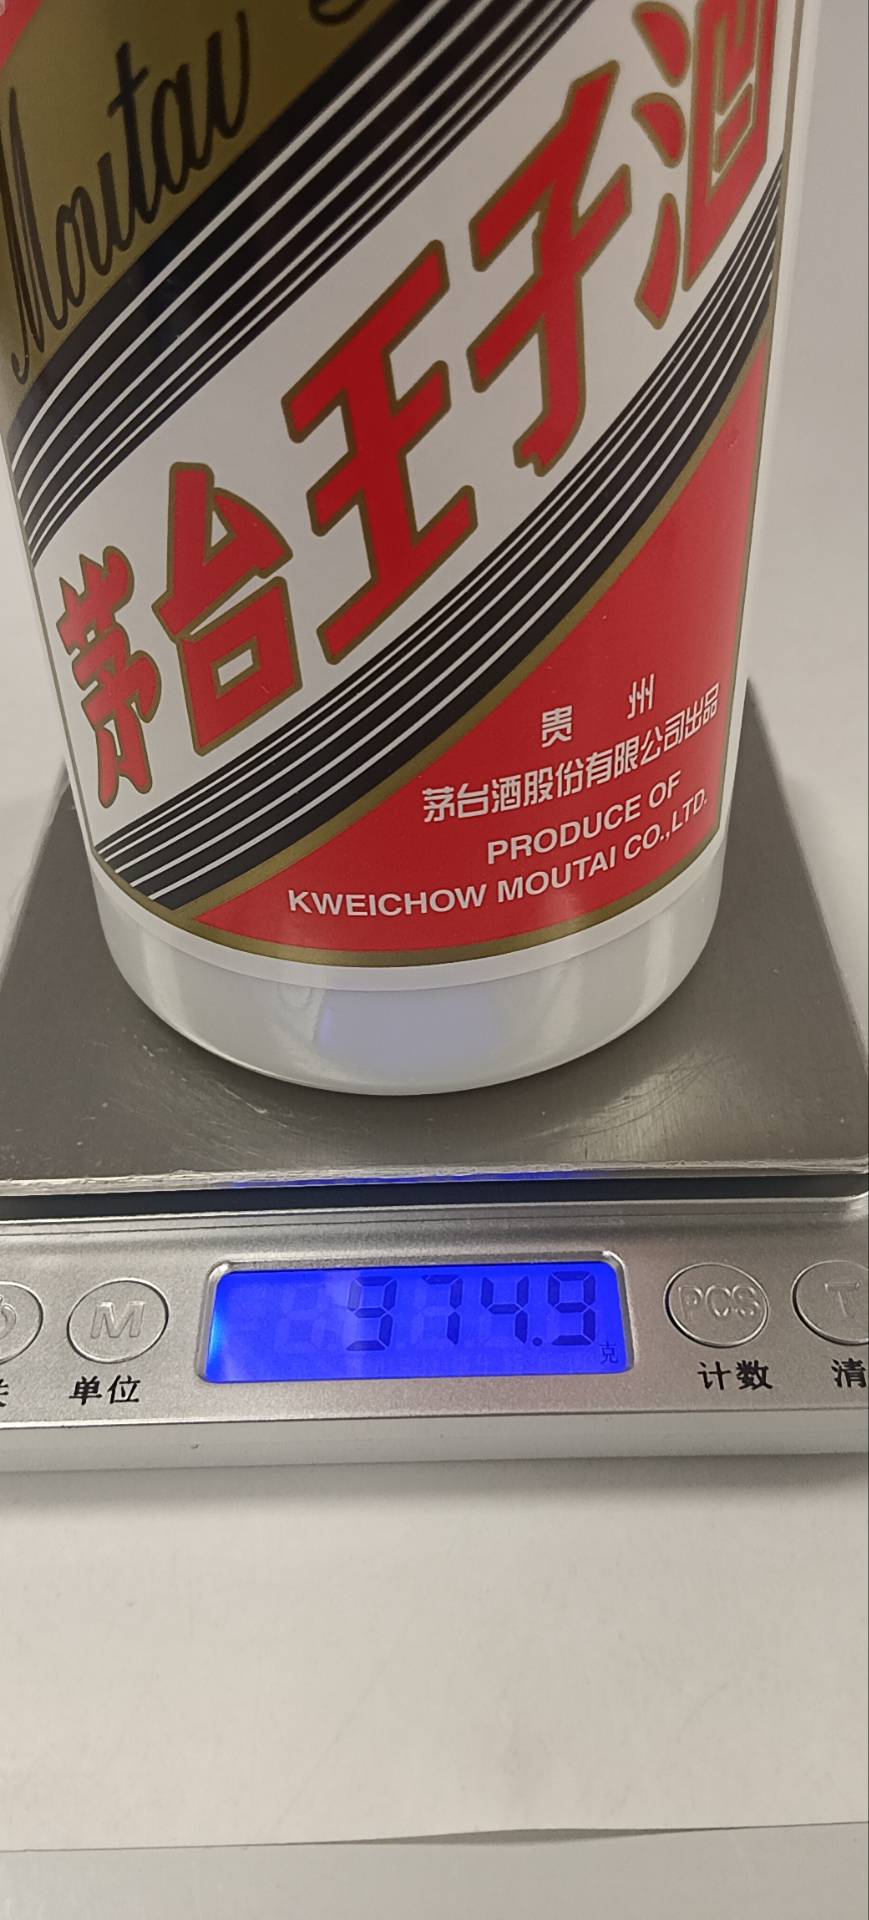 Moutai
茅台王子酒
贵州
茅台酒股份有限公司出品
PRODUCE OF
KWEICHOW MOUTAI CO.,LTD.
974.9
克
M
PCS
T
单位
计数
清